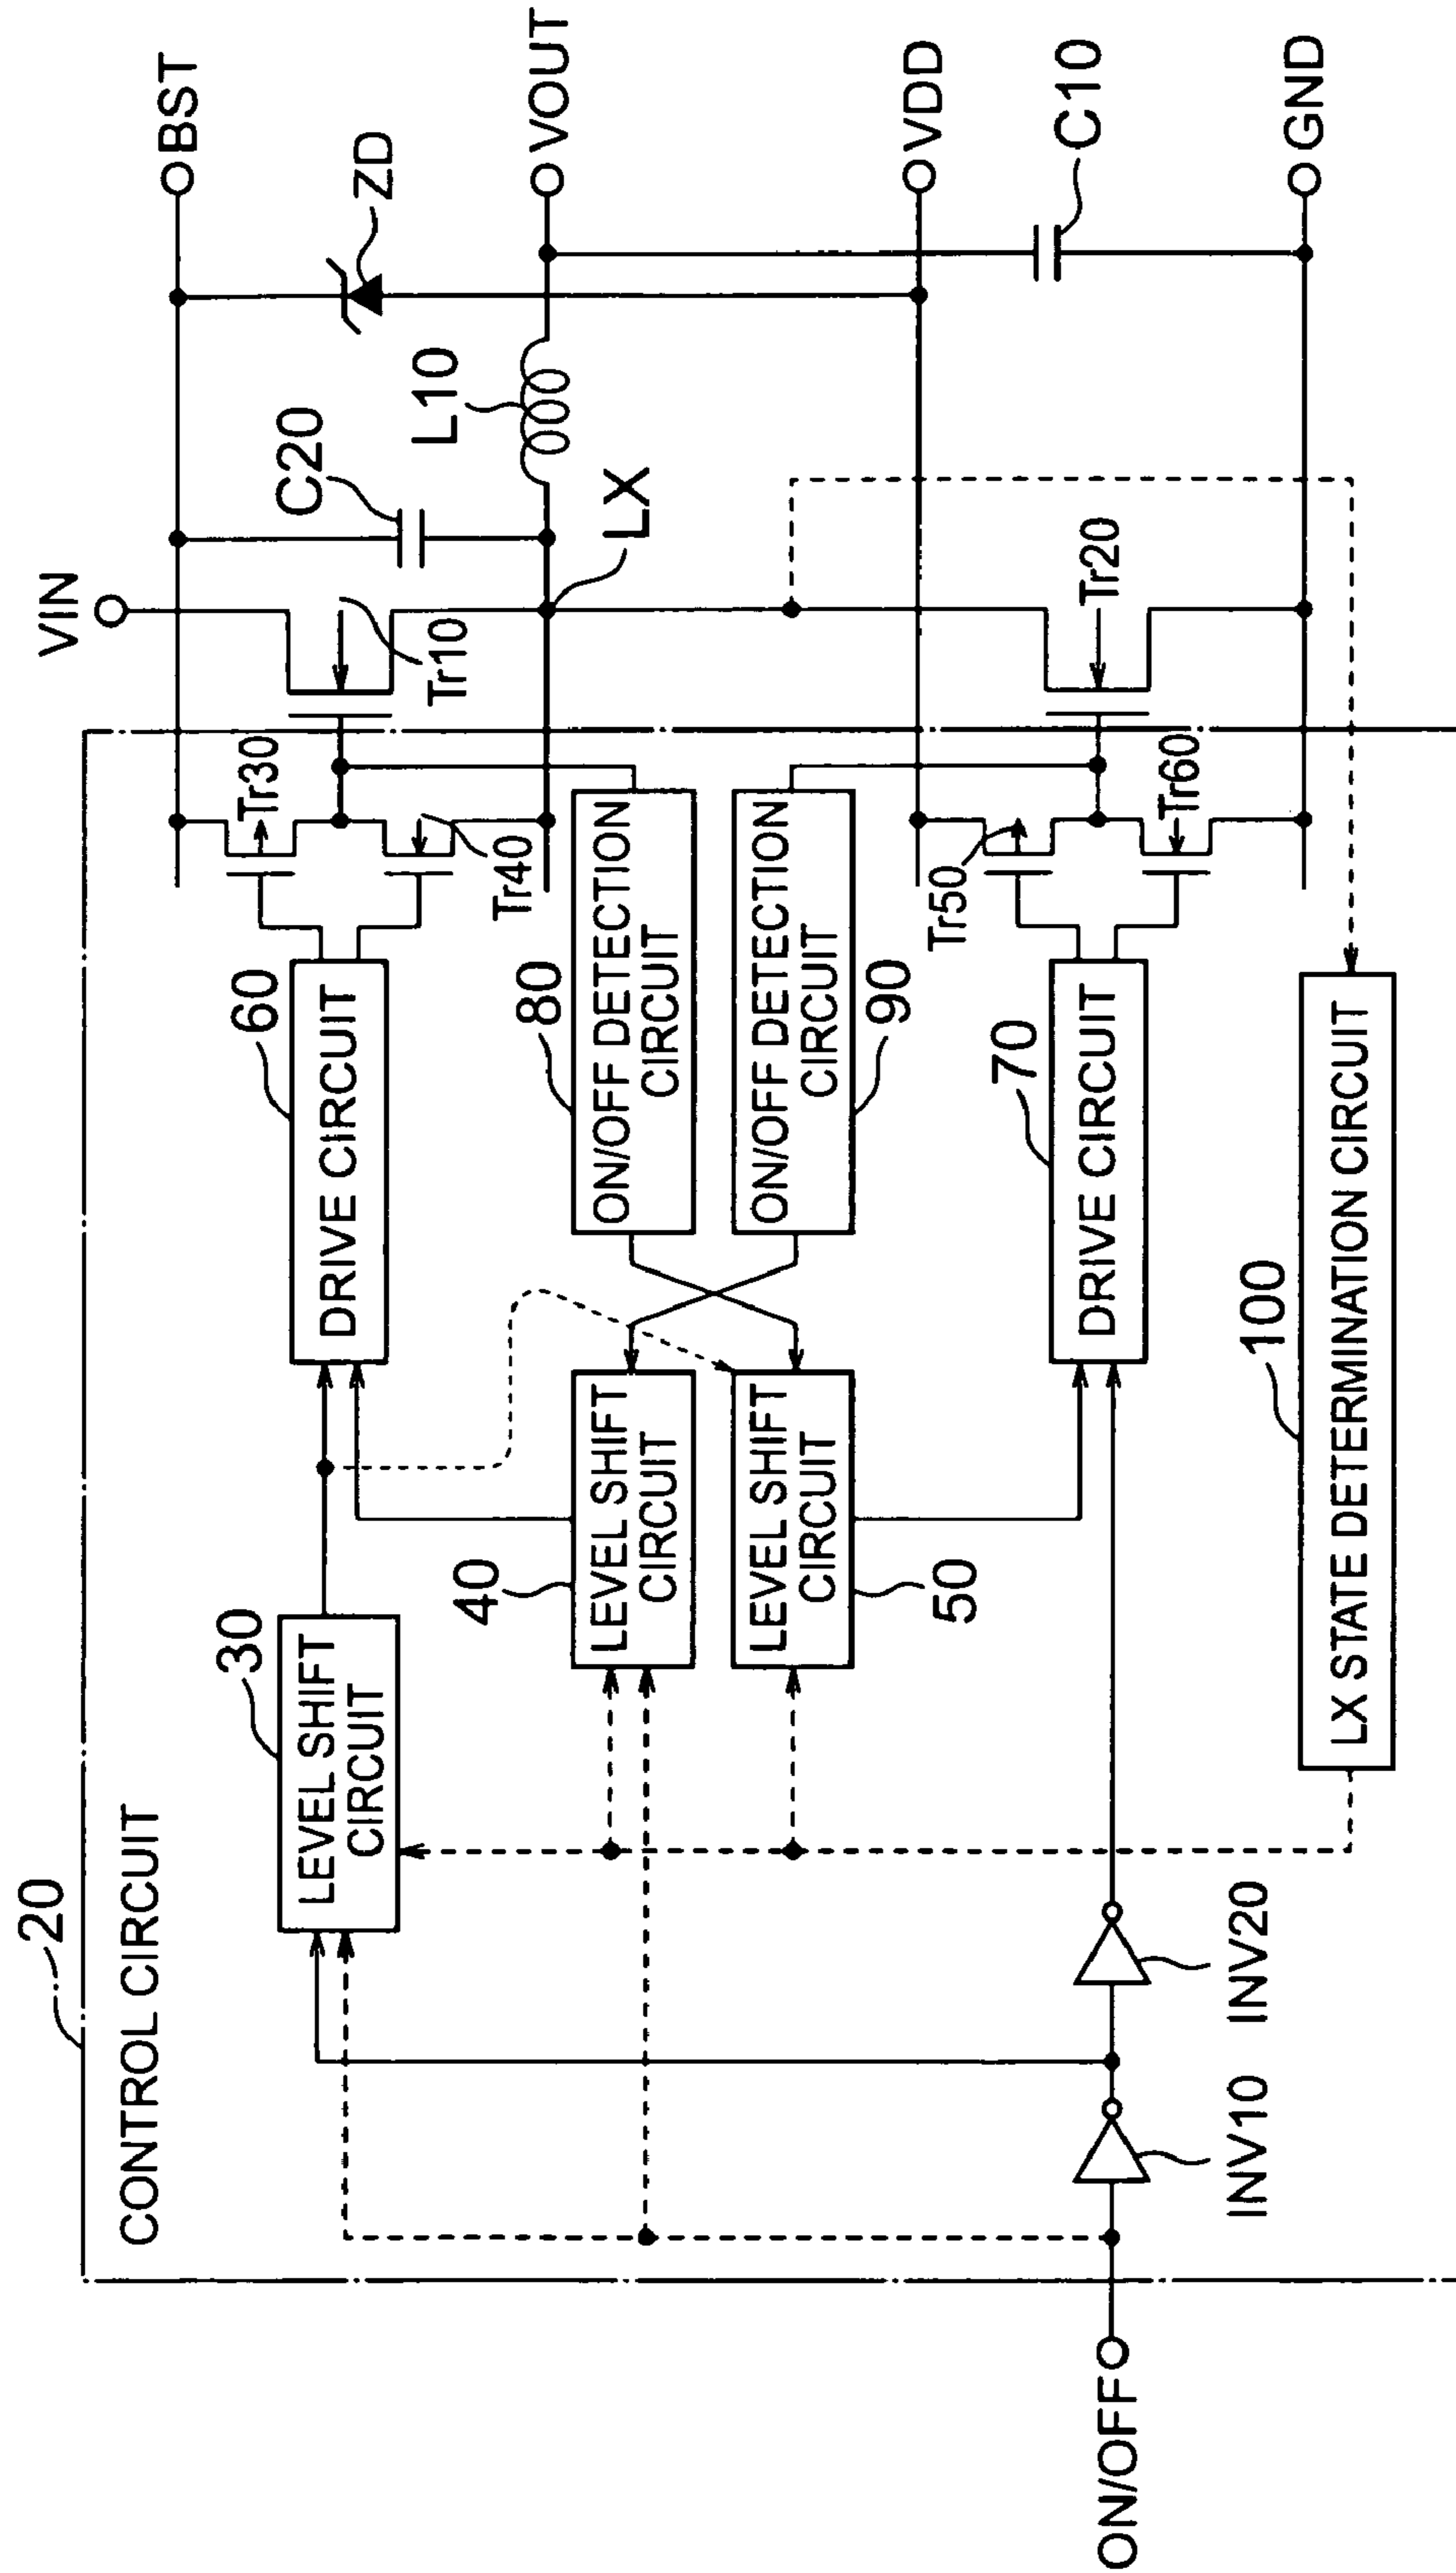 20
CONTROL CIRCUIT
VIN
BST
ZD
C20
L10
VOUT
LX
Tr10
Tr30
Tr40
60
DRIVE CIRCUIT
30
LEVEL SHIFT
CIRCUIT
80
ON/OFF DETECTION
CIRCUIT
40
LEVEL SHIFT
CIRCUIT
ON/OFF DETECTION
CIRCUIT
90
LEVEL SHIFT
CIRCUIT
50
VDD
C10
GND
Tr20
Tr50
Tr60
70
DRIVE CIRCUIT
100
LX STATE DETERMINATION CIRCUIT
ON/OFF
INV10
INV20